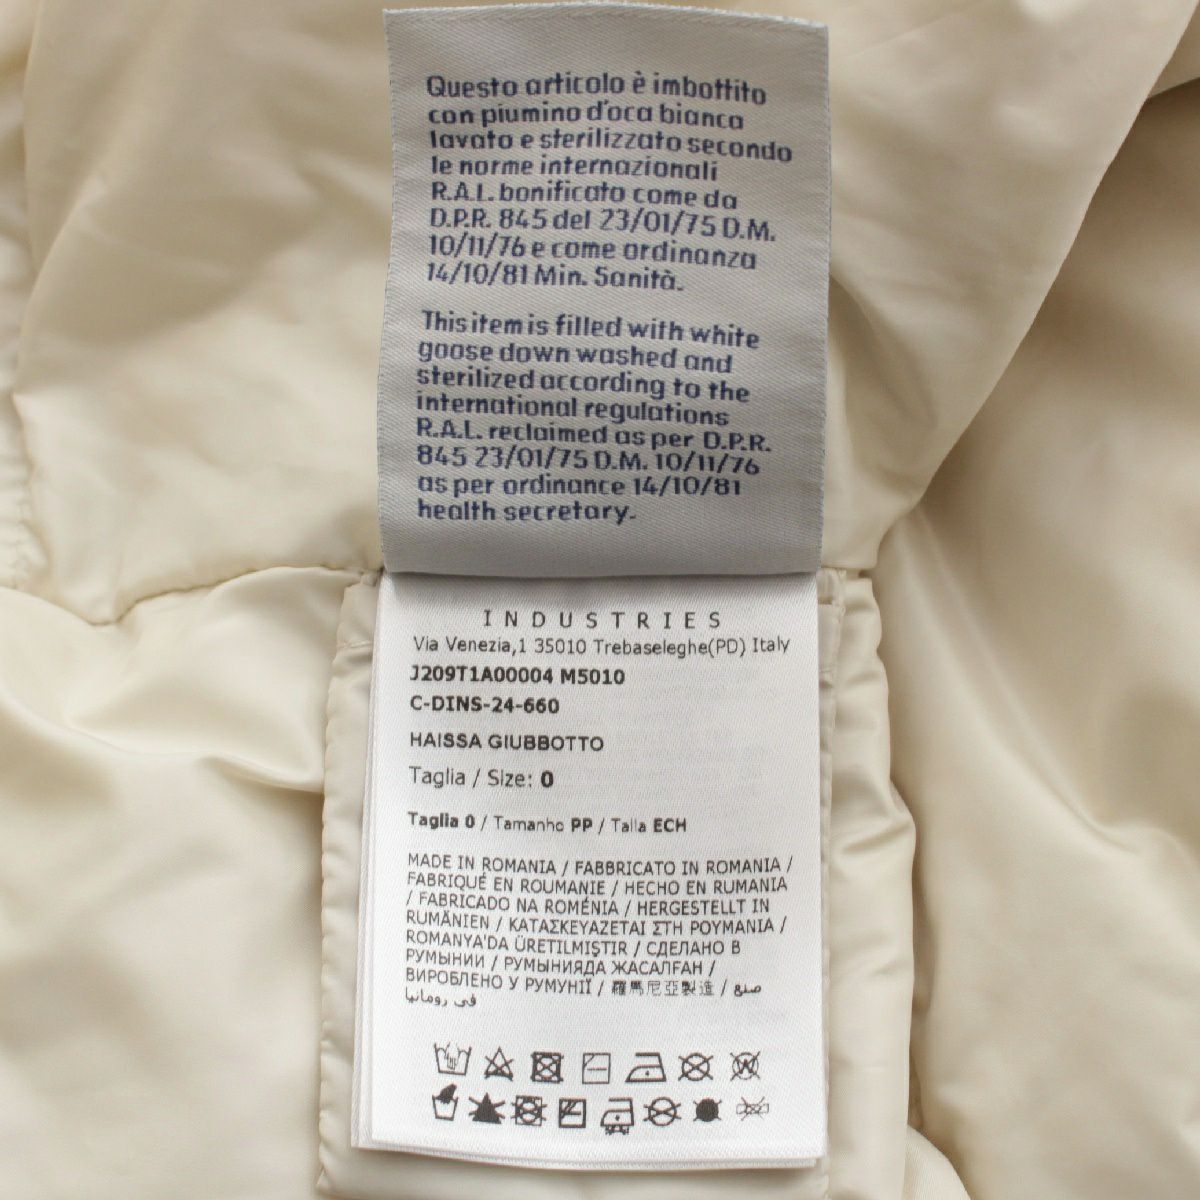 Questo articolo è imbottito
con piumino d'oca bianca
lavato e sterilizzato secondo
le norme internazionali
R.A.L. bonificato come da
D.P.R. 845 del 23/01/75 D.M.
10/11/76 e come ordinanza
14/10/81 Min. Sanità.
This item is filled with white
goose down washed and
sterilized according to the
international regulations
R.A.L. reclaimed as per D.P.R.
845 23/01/75 D.M. 10/11/76
as per ordinance 14/10/81
health secretary.
INDUSTRIES
Via Venezia,1 35010 Trebaseleghe(PD) Italy
J209T1A00004 M5010
C-DINS-24-660
HAISSA GIUBBOTTO
Taglia / Size: 0
Taglia 0 / Tamanho PP / Talla ECH
MADE IN ROMANIA / FABBRICATO IN ROMANIA /
FABRIQUÉ EN ROUMANIE / HECHO EN RUMANIA
/ FABRICADO NA ROMÉNIA / HERGESTELLT IN
RUMÄNIEN / ΚΑΤΑΣΚΕΥΑΖΕΤΑΙ ΣΤΗ ΡΟΥΜΑΝΙΑ /
ROMANYA'DA ÜRETILMIŞTIR / СДЕЛАНО В
РУМЫНИИ / РУМЫНИЯДА ЖАСАЛҒАН /
ВИРОБЛЕНО У РУМУНІЇ / 羅馬尼亞製造 / صنع
في رومانيا